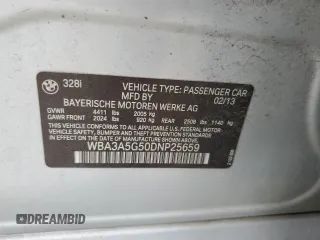 328i
VEHICLE TYPE: PASSENGER CAR
MFD BY 02/13
BAYERISCHE MOTOREN WERKE AG
GVWR 4411 lbs 2005 kg
GAWR FRONT 2024 lbs 920 kg REAR 2508 lbs 1140 kg
THIS VEHICLE CONFORMS TO ALL APPLICABLE U.S. FEDERAL
MOTOR VEHICLE SAFETY, BUMPER, AND THEFT PREVENTION
STANDARDS IN EFFECT ON THE DATE OF MANUFACTURE SHOWN ABOVE.
WBA3A5G50DNP25659
DREAMBID